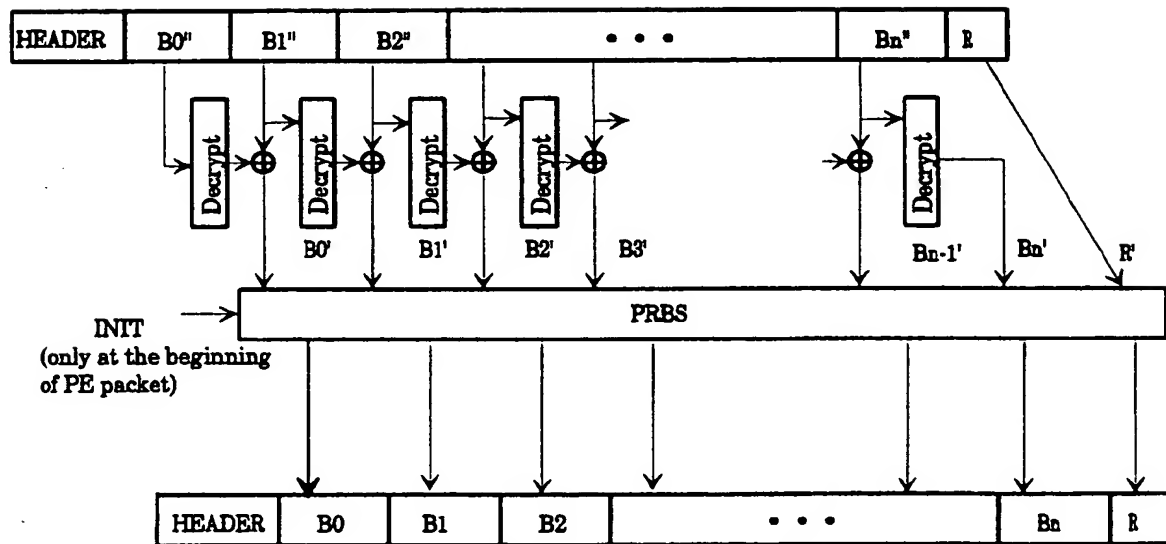 HEADER B0" B1" B2" • • • Bn" R
Decrypt Decrypt Decrypt Decrypt Decrypt
B0' B1' B2' B3' Bn-1' Bn' R'
PRBS
INIT
(only at the beginning
of PE packet)
HEADER B0 B1 B2 • • • Bn R